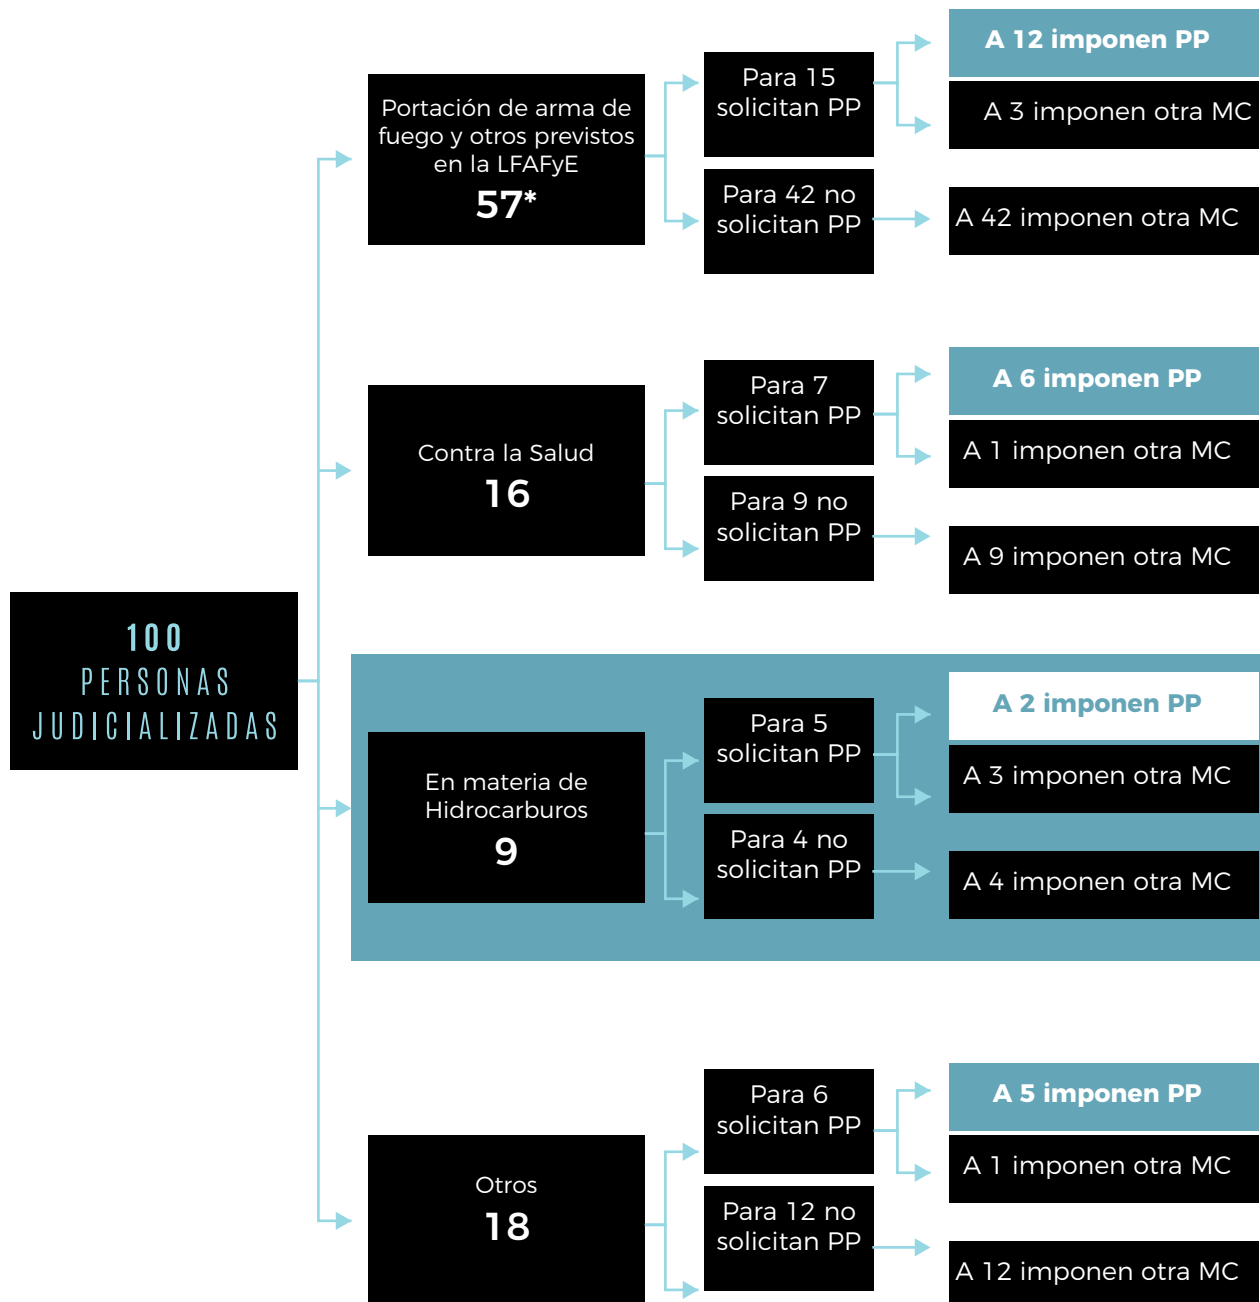 100
PERSONAS
JUDICIALIZADAS
Portación de arma de
fuego y otros previstos
en la LFAFyE
57*
Para 15
solicitan PP
A 12 imponen PP
A 3 imponen otra MC
Para 42 no
solicitan PP
A 42 imponen otra MC
Contra la Salud
16
Para 7
solicitan PP
A 6 imponen PP
A 1 imponen otra MC
Para 9 no
solicitan PP
A 9 imponen otra MC
En materia de
Hidrocarburos
9
Para 5
solicitan PP
A 2 imponen PP
A 3 imponen otra MC
Para 4 no
solicitan PP
A 4 imponen otra MC
Otros
18
Para 6
solicitan PP
A 5 imponen PP
A 1 imponen otra MC
Para 12 no
solicitan PP
A 12 imponen otra MC